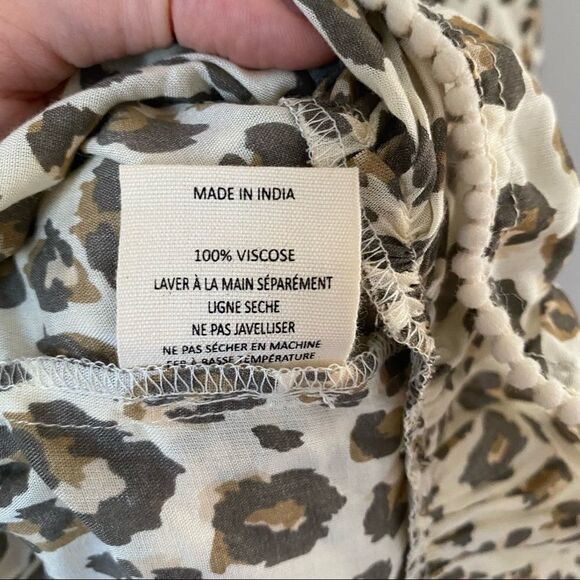 MADE IN INDIA
100% VISCOSE
LAVER À LA MAIN SÉPARÉMENT
LIGNE SECHE
NE PAS JAVELLISER
NE PAS SÉCHER EN MACHINE
FER À BASSE TEMPÉRATURE